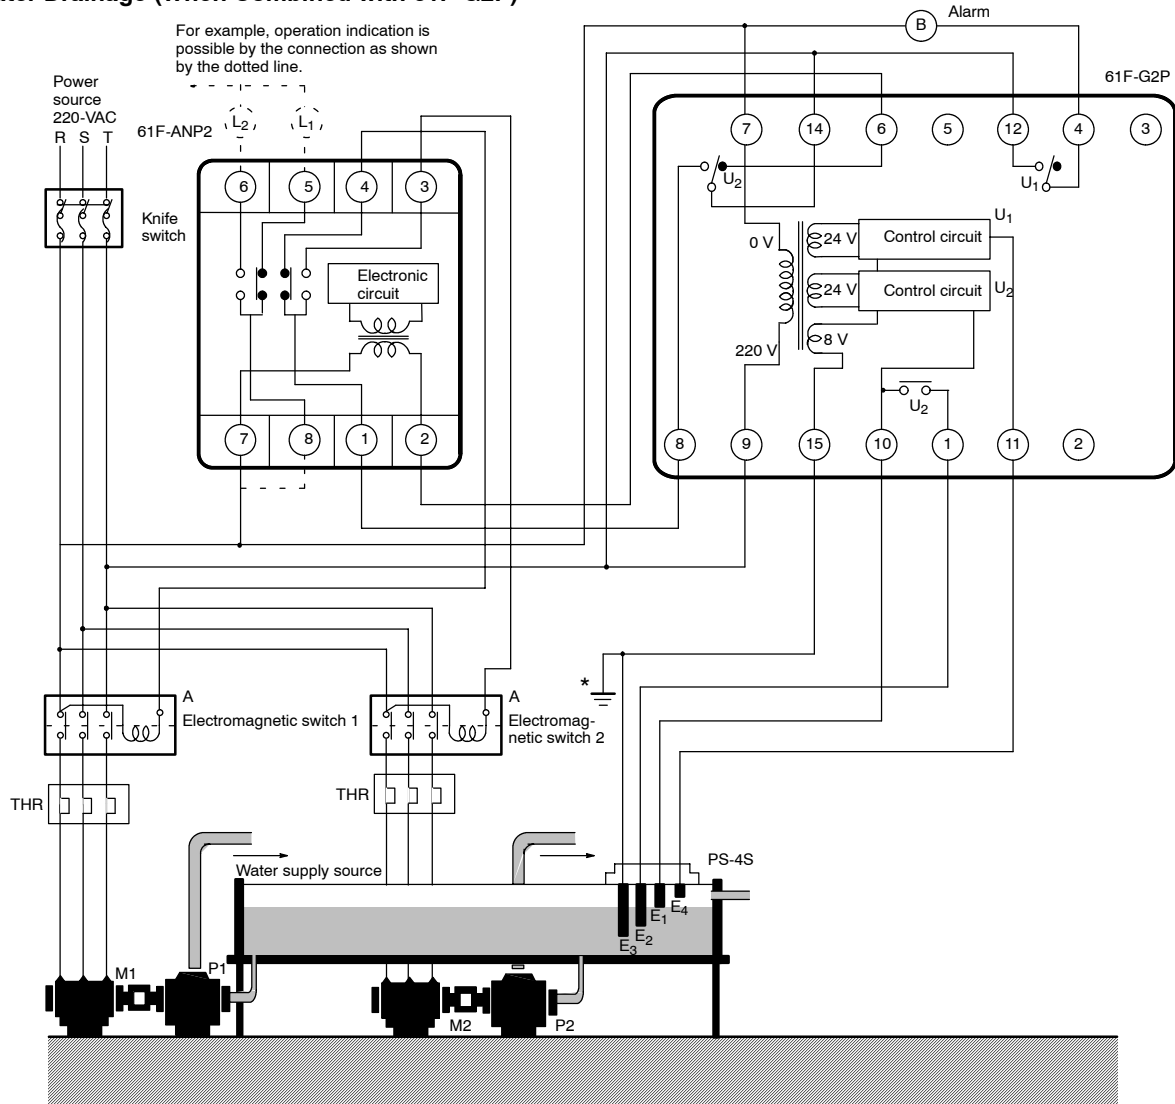 Drainage (When Combined with 61F-G2P)
For example, operation indication is
possible by the connection as shown
by the dotted line.
Power
source
220-VAC
R S T
61F-ANP2
L2
L1
B
Alarm
61F-G2P
Knife
switch
6
5
4
3
Electronic
circuit
7
8
1
2
7
14
6
5
12
4
3
U2
U1
0 V
220 V
24 V
Control circuit
U1
24 V
Control circuit
U2
8 V
U2
8
9
15
10
1
11
2
*
A
Electromagnetic switch 1
A
Electromag-
netic switch 2
THR
THR
Water supply source
PS-4S
E3
E2
E1
E4
M1
P1
M2
P2